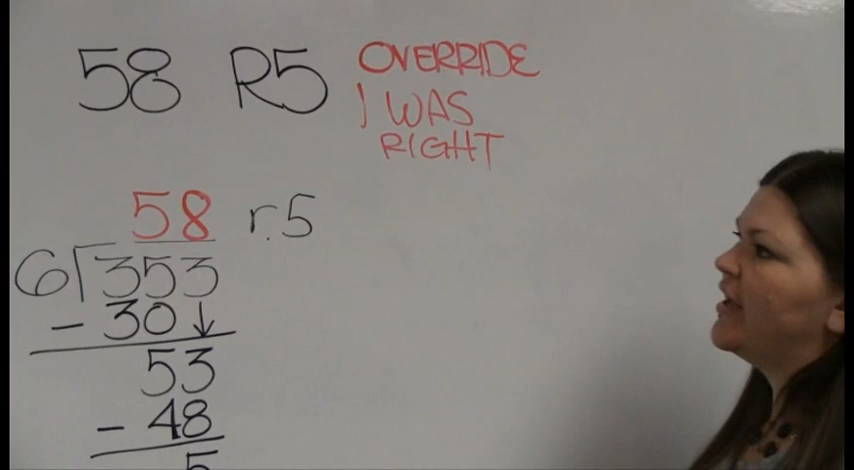 58 R5 OVERRIDE
I WAS
RIGHT
58 r.5
6 353
- 30↓
53
- 48
5